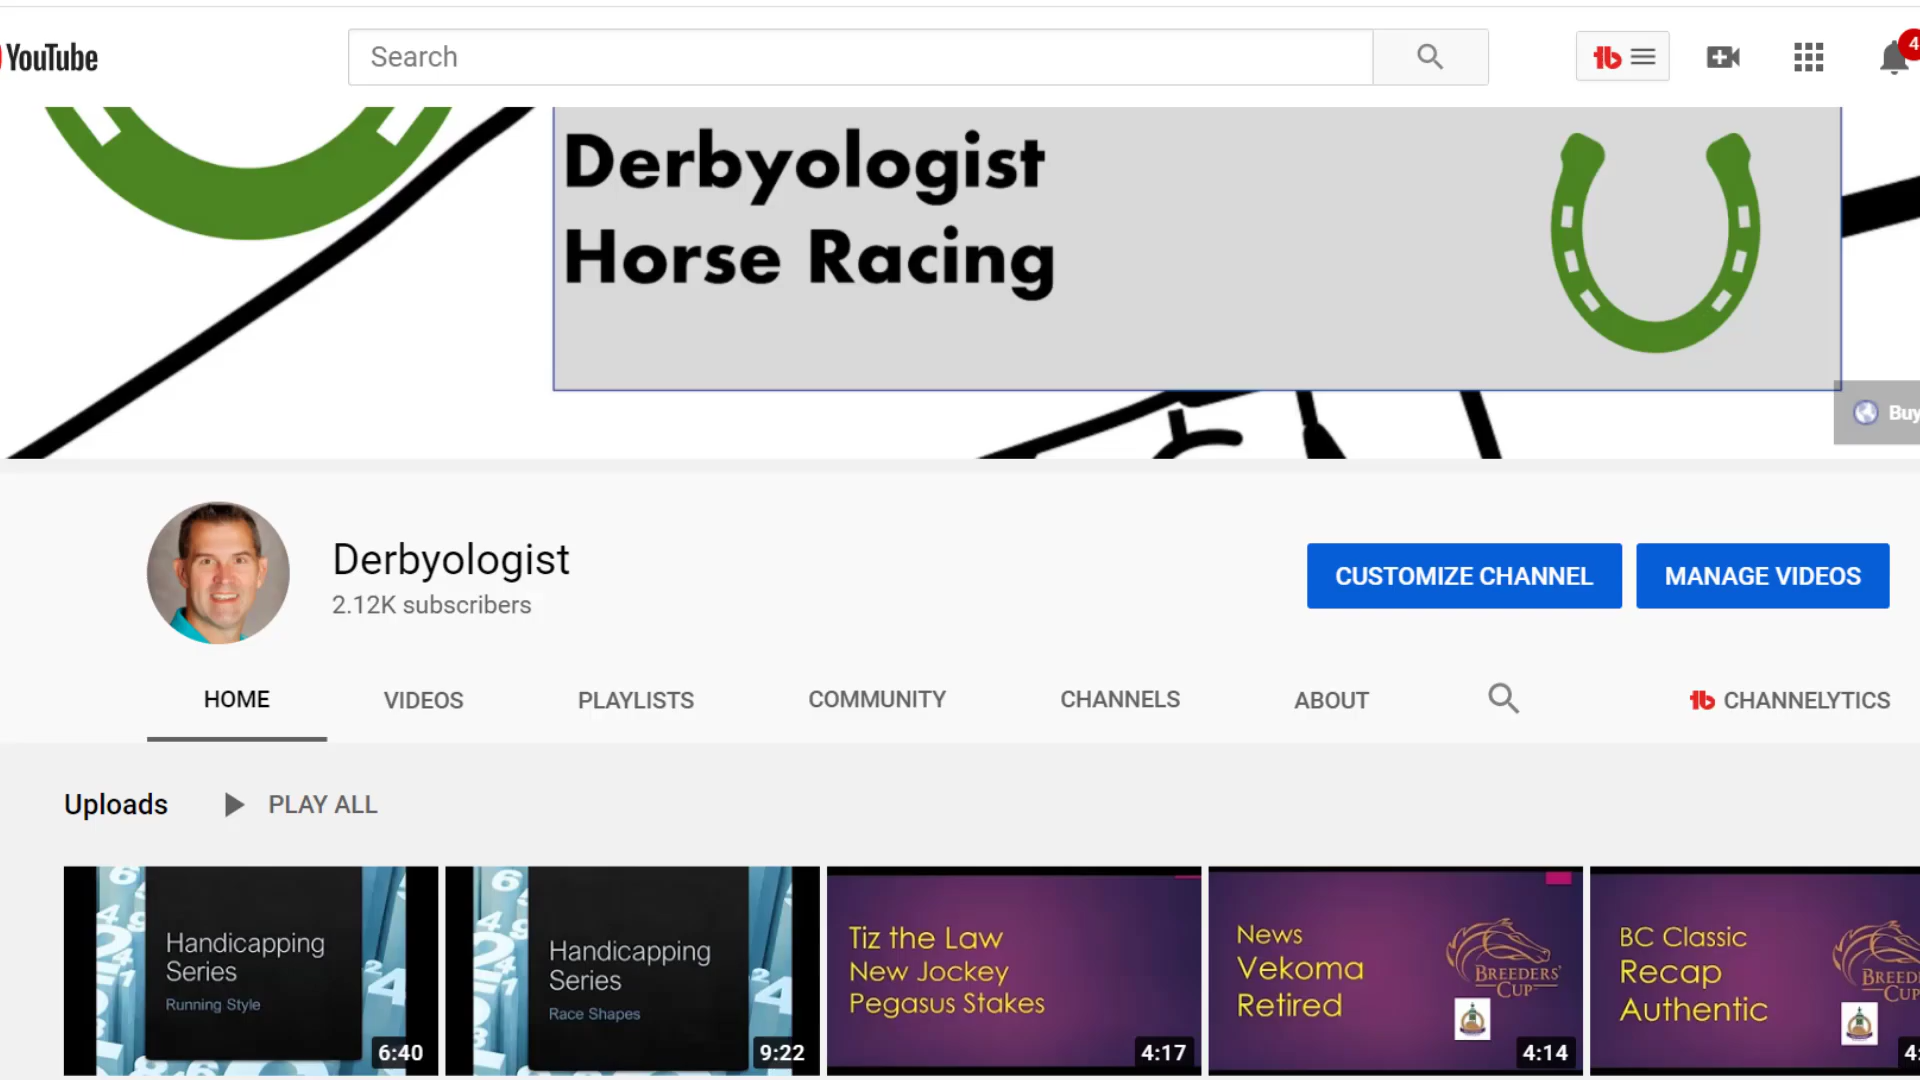 YouTube
Search
4
Derbyologist
Horse Racing
Buy
Derbyologist
2.12K subscribers
CUSTOMIZE CHANNEL
MANAGE VIDEOS
HOME
VIDEOS
PLAYLISTS
COMMUNITY
CHANNELS
ABOUT
tb CHANNELYTICS
Uploads
PLAY ALL
Handicapping
Series
Running Style
6:40
Handicapping
Series
Race Shapes
9:22
Tiz the Law
New Jockey
Pegasus Stakes
4:17
News
Vekoma
Retired
BREEDERS'
CUP
4:14
BC Classic
Recap
Authentic